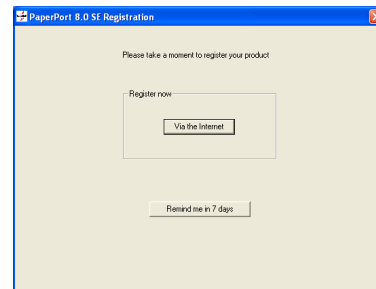 PaperPort 8.0 SE Registration
Please take a moment to register your product
Register now
Via the Internet
Remind me in 7 days